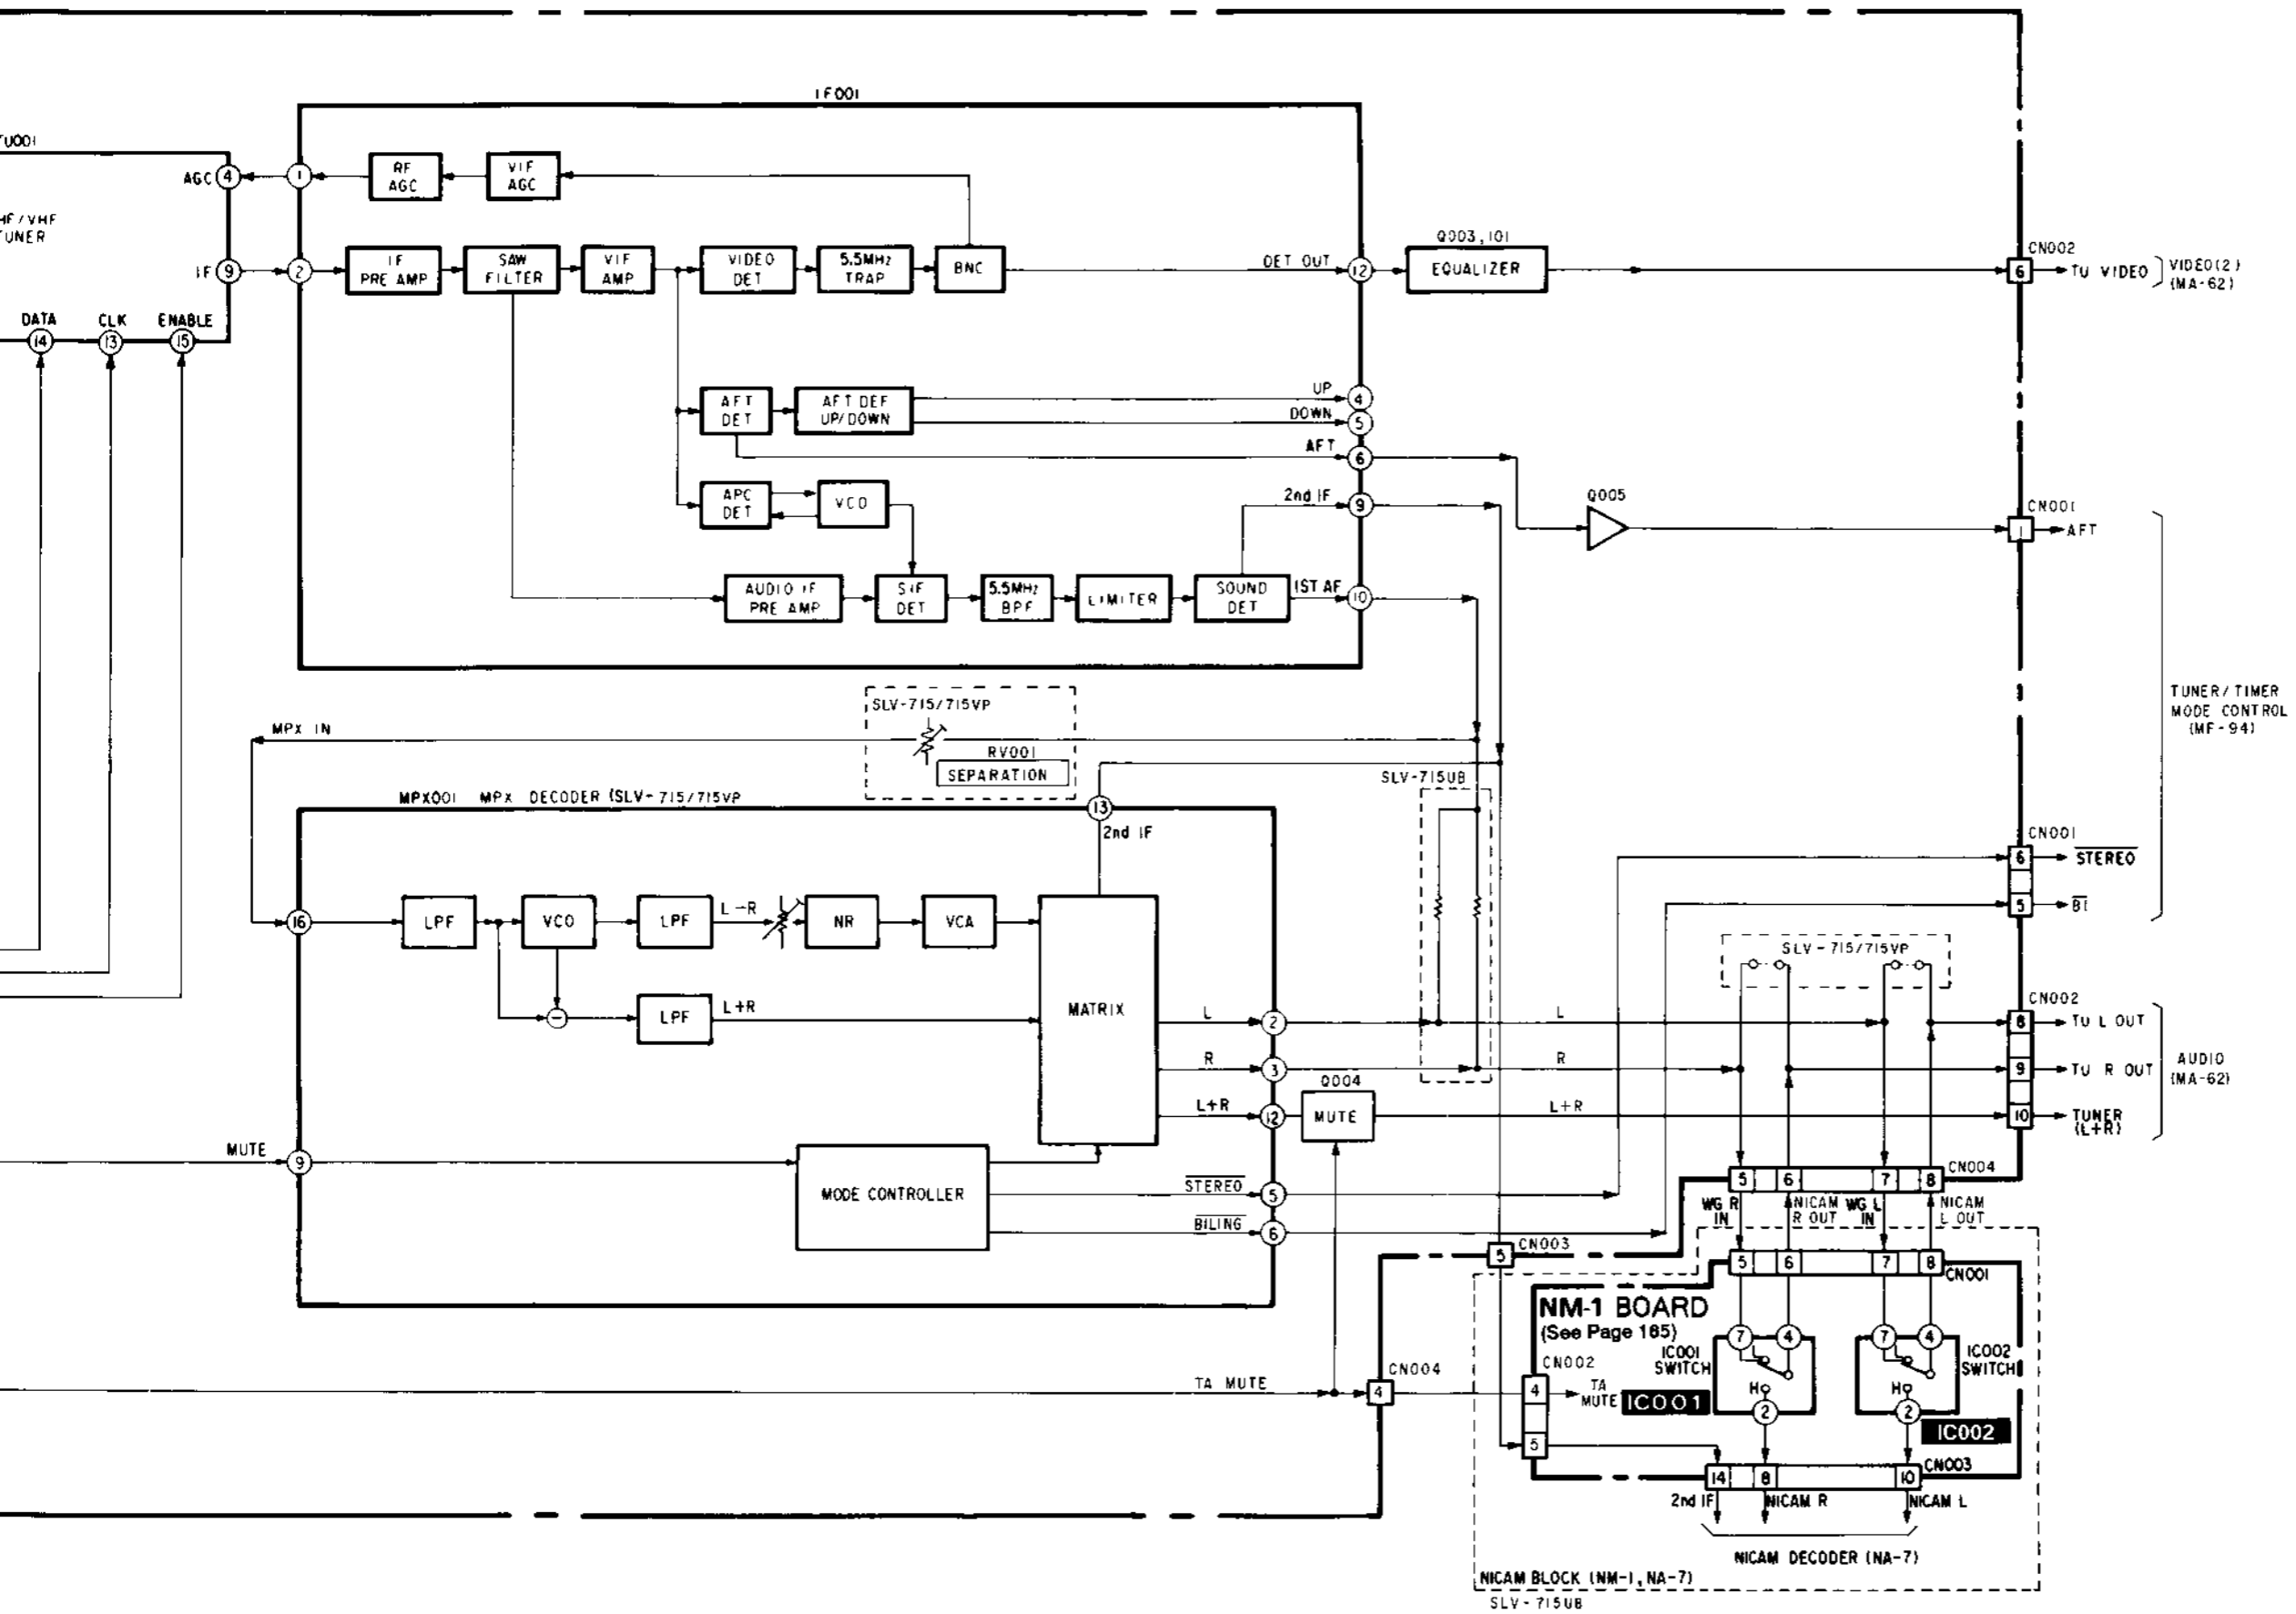 IF001
TU001
AGC 4
1
RF AGC
VIF AGC
HF/VHF
TUNER
IF 9
2
IF PRE AMP
SAW FILTER
VIF AMP
VIDEO DET
5.5MHz TRAP
BNC
DET OUT 12
Q003,101
EQUALIZER
CN002
6 TU VIDEO
VIDEO(2)
(MA-62)
DATA CLK ENABLE
14 13 15
AFT DET
AFT DEF UP/DOWN
UP 4
DOWN 5
AFT 6
APC DET
VCO
2nd IF 9
Q005
CN001
1 AFT
AUDIO IF PRE AMP
SIF DET
5.5MHz BPF
LIMITER
SOUND DET
1ST AF 10
TUNER/TIMER
MODE CONTROL
(MF-94)
SLV-715/715VP
MPX IN
RV001
SEPARATION
SLV-715UB
MPX001 MPX DECODER (SLV-715/715VP
13
2nd IF
16
LPF
VCO
LPF
L-R
NR
VCA
MATRIX
LPF
L+R
L 2 L
R 3 R
L+R 12
Q004
MUTE
L+R
CN001
6 STEREO
5 BI
SLV-715/715VP
CN002
8 TU L OUT
9 TU R OUT
10 TUNER
(L+R)
AUDIO
(MA-62)
MUTE 9
MODE CONTROLLER
STEREO 5
BILING 6
5 6 7 8 CN004
WG R IN
NICAM R OUT
WG L IN
NICAM L OUT
5 CN003
5 6 7 8
CN001
NM-1 BOARD
(See Page 165)
7 4 7 4
IC001
SWITCH
IC002
SWITCH
CN002
TA MUTE
CN004
4
4 TA
MUTE
IC001
H
2
H
2
IC002
5
14 8 10 CN003
2nd IF NICAM R NICAM L
NICAM DECODER (NA-7)
NICAM BLOCK (NM-1, NA-7)
SLV-715UB